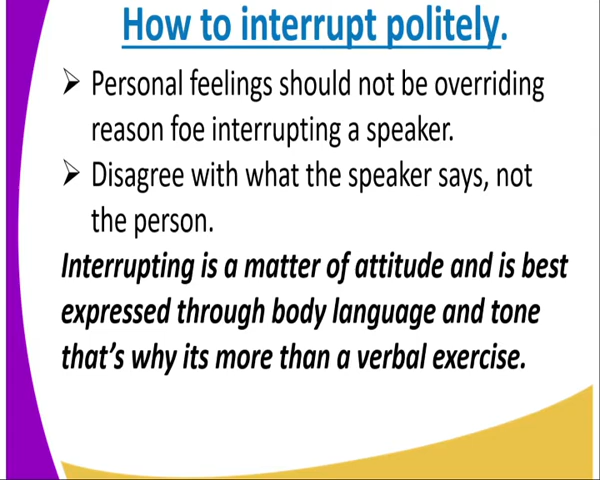 How to interrupt politely.
➢ Personal feelings should not be overriding
reason foe interrupting a speaker.
➢ Disagree with what the speaker says, not
the person.
Interrupting is a matter of attitude and is best
expressed through body language and tone
that's why its more than a verbal exercise.